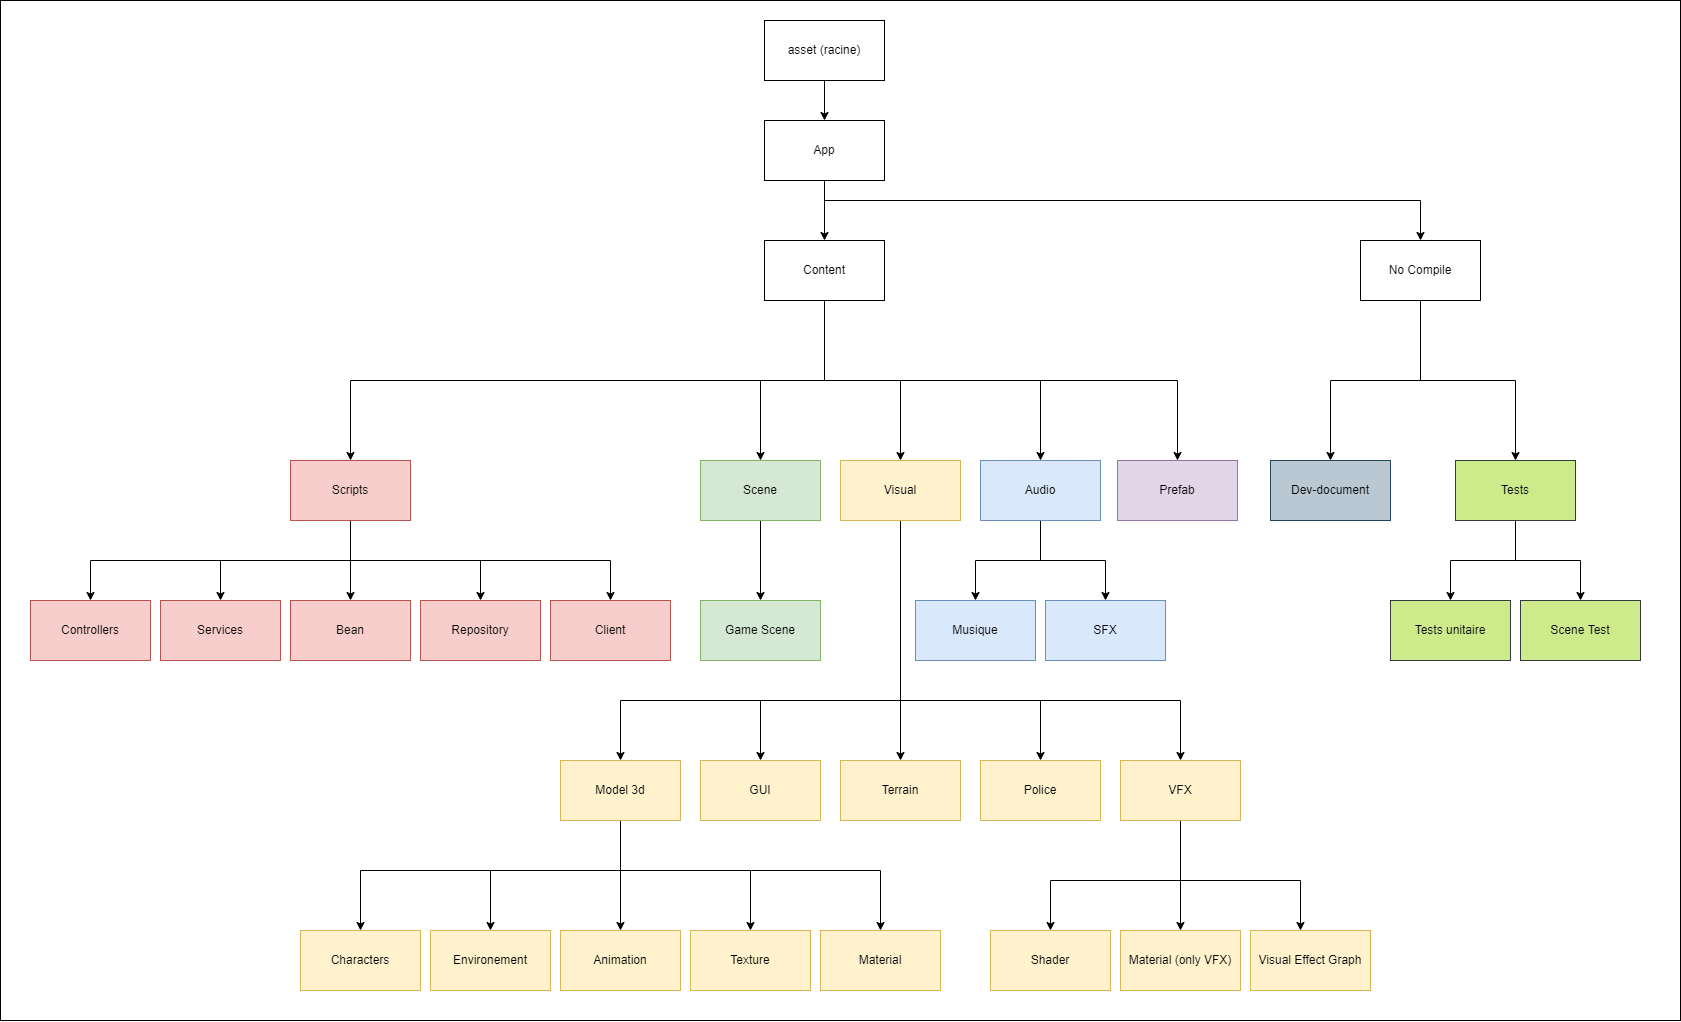 asset (racine)
App
Content
No Compile
Scripts
Scene
Visual
Audio
Prefab
Dev-document
Tests
Controllers
Services
Bean
Repository
Client
Game Scene
Musique
SFX
Tests unitaire
Scene Test
Model 3d
GUI
Terrain
Police
VFX
Characters
Environement
Animation
Texture
Material
Shader
Material (only VFX)
Visual Effect Graph